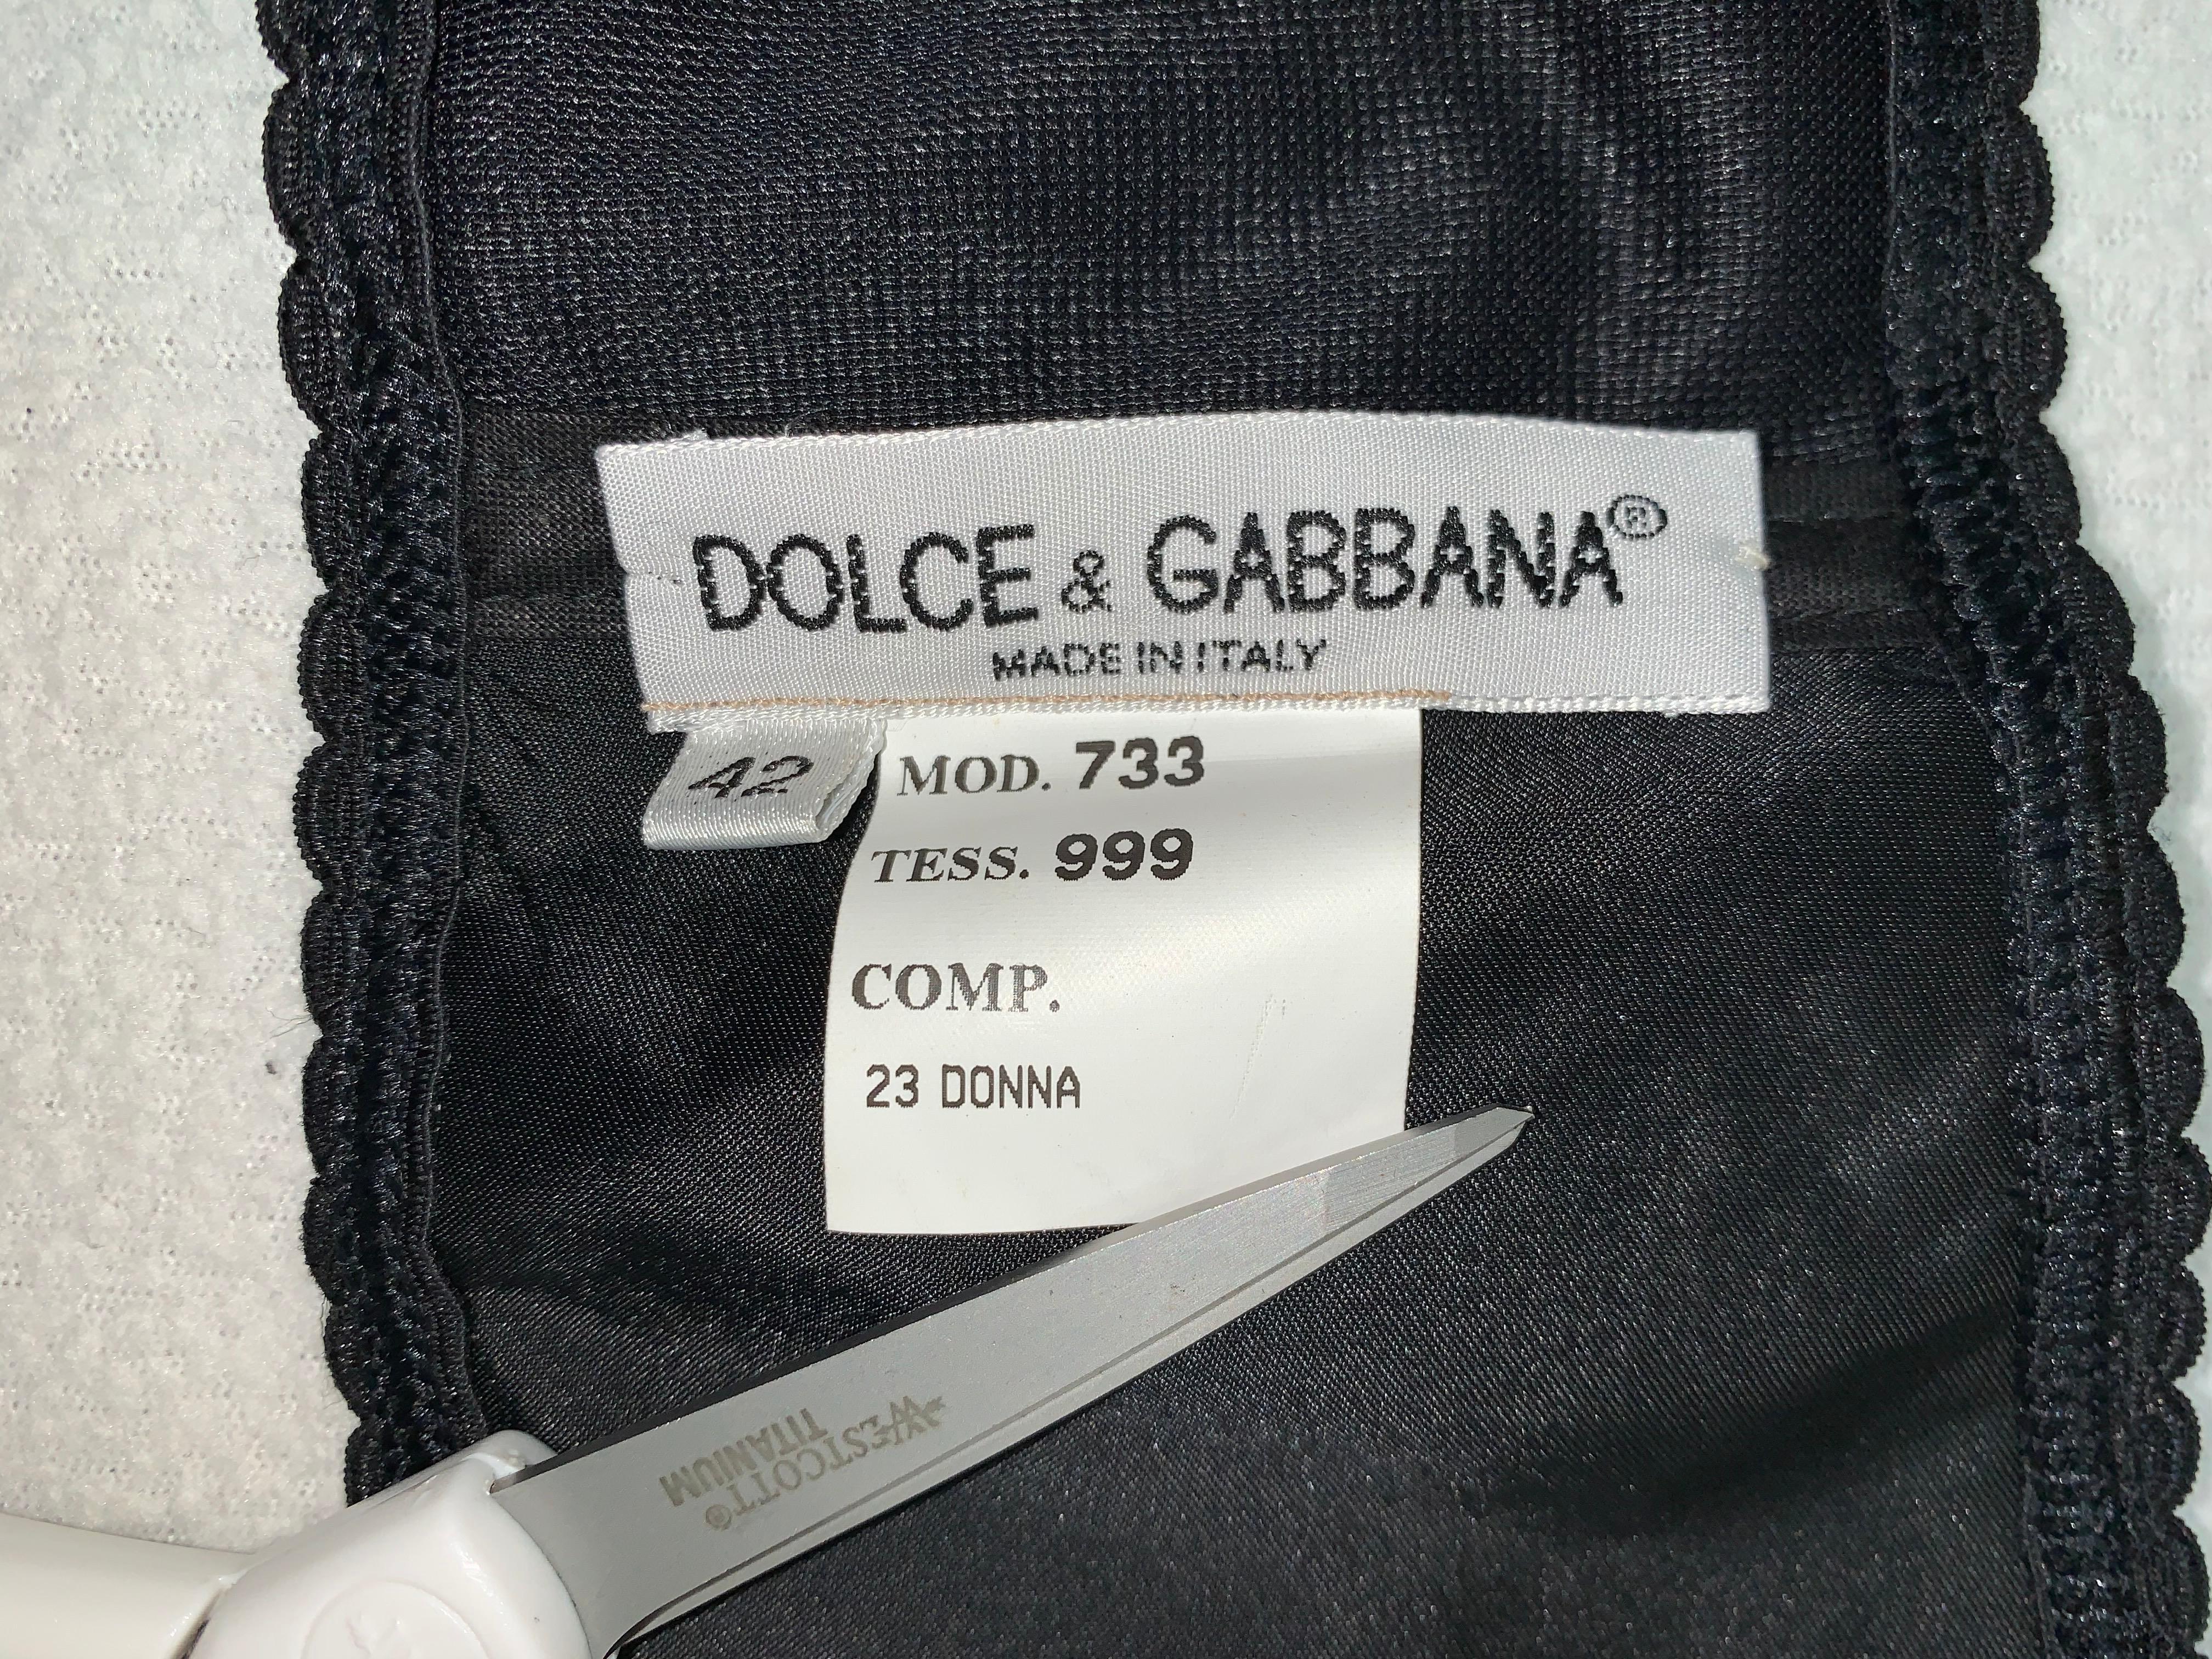 DOLCE & GABBANA®
MADE IN ITALY
42
MOD. 733
TESS. 999
COMP.
23 DONNA
WESTCOTT®
TITANIUM